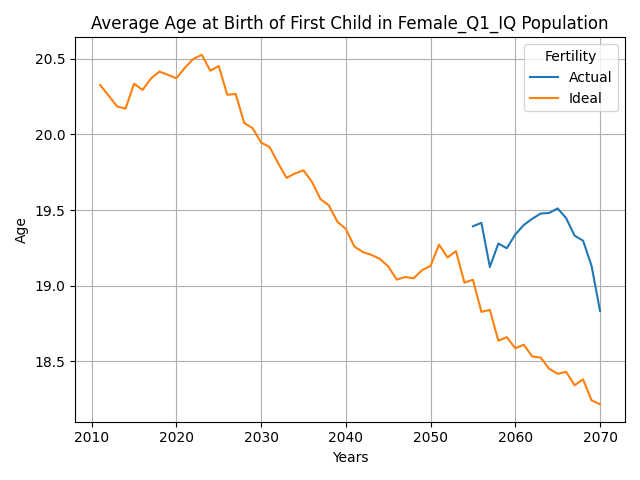 Average Age at Birth of First Child in Female_Q1_IQ Population
Fertility
Actual
Ideal
20.5
20.0
19.5
19.0
18.5
Age
2010 2020 2030 2040 2050 2060 2070
Years